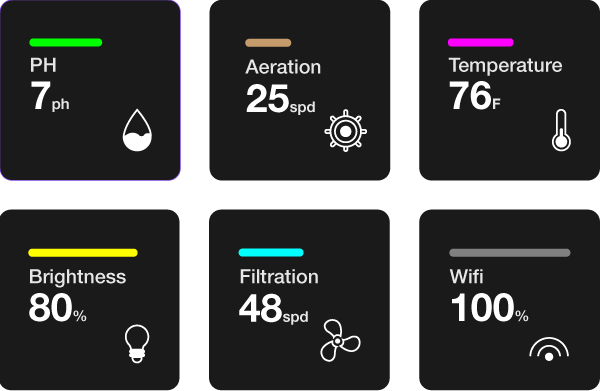 PH
7ph
Aeration
25spd
Temperature
76F
Brightness
80%
Filtration
48spd
Wifi
100%